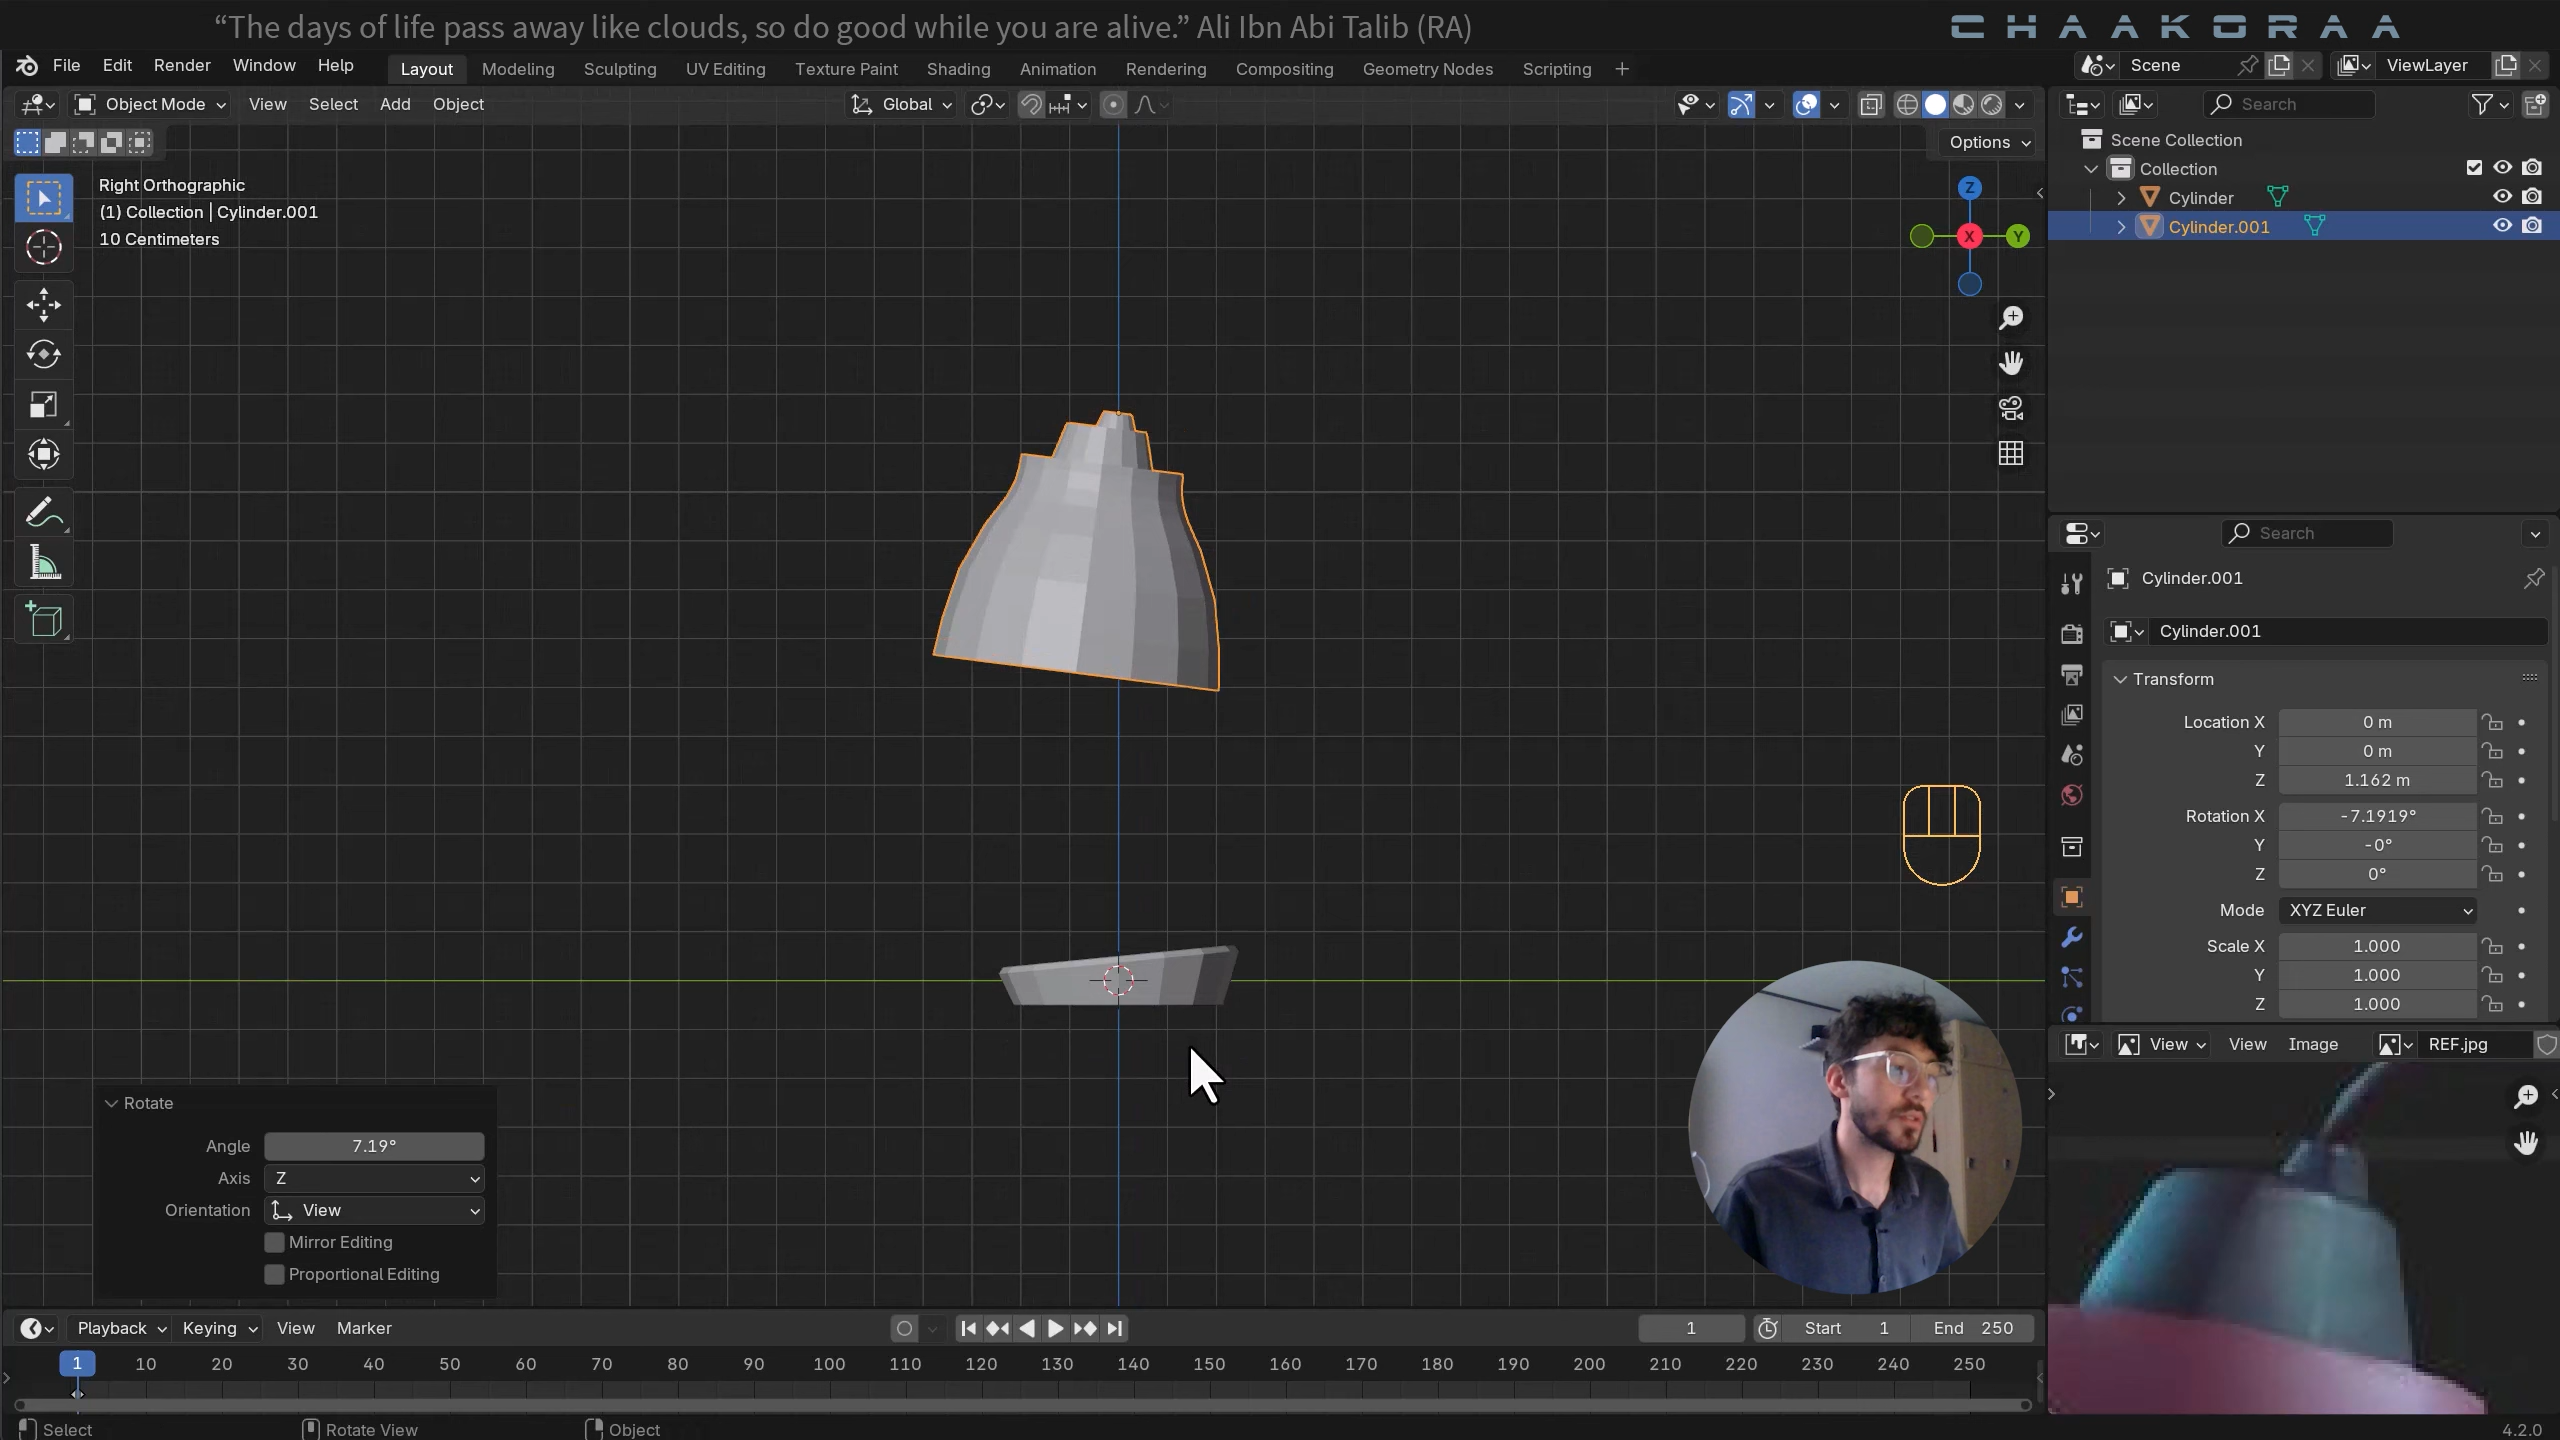 “The days of life pass away like clouds, so do good while you are alive.” Ali Ibn Abi Talib (RA)
CHAAKORAA
File Edit Render Window Help Layout Modeling Sculpting UV Editing Texture Paint Shading Animation Rendering Compositing Geometry Nodes Scripting +
Scene ViewLayer
Object Mode View Select Add Object Global
Search
Options
Right Orthographic
(1) Collection | Cylinder.001
10 Centimeters
Z
X
Y
Scene Collection
Collection
Cylinder
Cylinder.001
Search
Cylinder.001
Cylinder.001
Transform
Location X 0 m
Y 0 m
Z 1.162 m
Rotation X -7.1919°
Y -0°
Z 0°
Mode XYZ Euler
Scale X 1.000
Y 1.000
Z 1.000
View View Image REF.jpg
Rotate
Angle 7.19°
Axis Z
Orientation View
Mirror Editing
Proportional Editing
Playback Keying View Marker
1 Start 1 End 250
1 10 20 30 40 50 60 70 80 90 100 110 120 130 140 150 160 170 180 190 200 210 220 230 240 250
Select Rotate View Object
4.2.0